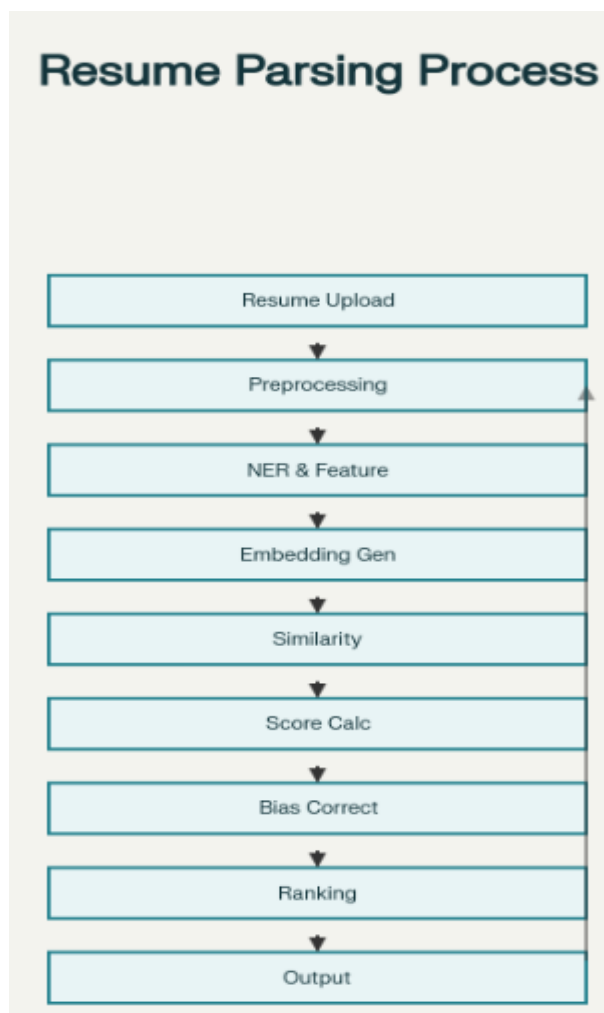 Resume Parsing Process
Resume Upload
Preprocessing
NER & Feature
Embedding Gen
Similarity
Score Calc
Bias Correct
Ranking
Output